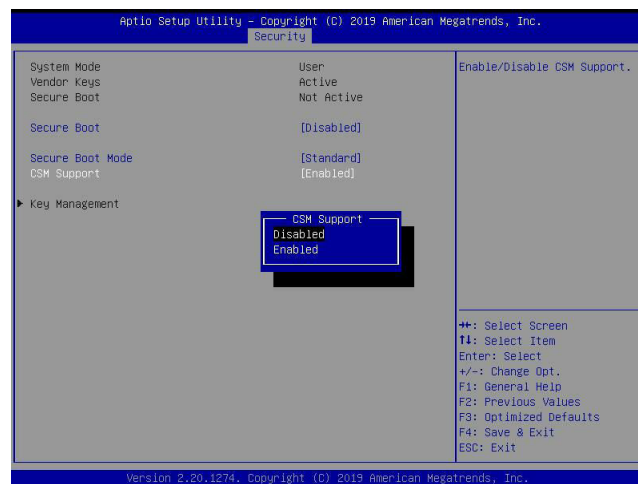 Aptio Setup Utility – Copyright (C) 2019 American Megatrends, Inc.
Security
System Mode User
Vendor Keys Active
Secure Boot Not Active
Secure Boot [Disabled]
Secure Boot Mode [Standard]
CSM Support [Enabled]
Key Management
CSM Support
Disabled
Enabled
Enable/Disable CSM Support.
→←: Select Screen
↑↓: Select Item
Enter: Select
+/-: Change Opt.
F1: General Help
F2: Previous Values
F3: Optimized Defaults
F4: Save & Exit
ESC: Exit
Version 2.20.1274. Copyright (C) 2019 American Megatrends, Inc.